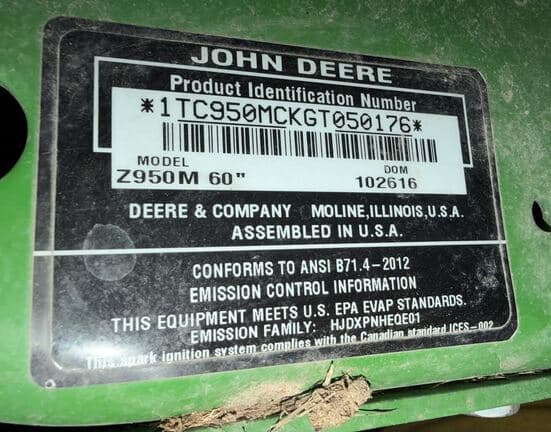 JOHN DEERE
Product Identification Number
*1TC950MCKGT050176*
MODEL DOM
Z950M 60" 102616
DEERE & COMPANY MOLINE,ILLINOIS,U.S.A.
ASSEMBLED IN U.S.A.
CONFORMS TO ANSI B71.4-2012
EMISSION CONTROL INFORMATION
THIS EQUIPMENT MEETS U.S. EPA EVAP STANDARDS.
EMISSION FAMILY: HJDXPNHEQE01
This spark ignition system complies with the Canadian standard ICES-002